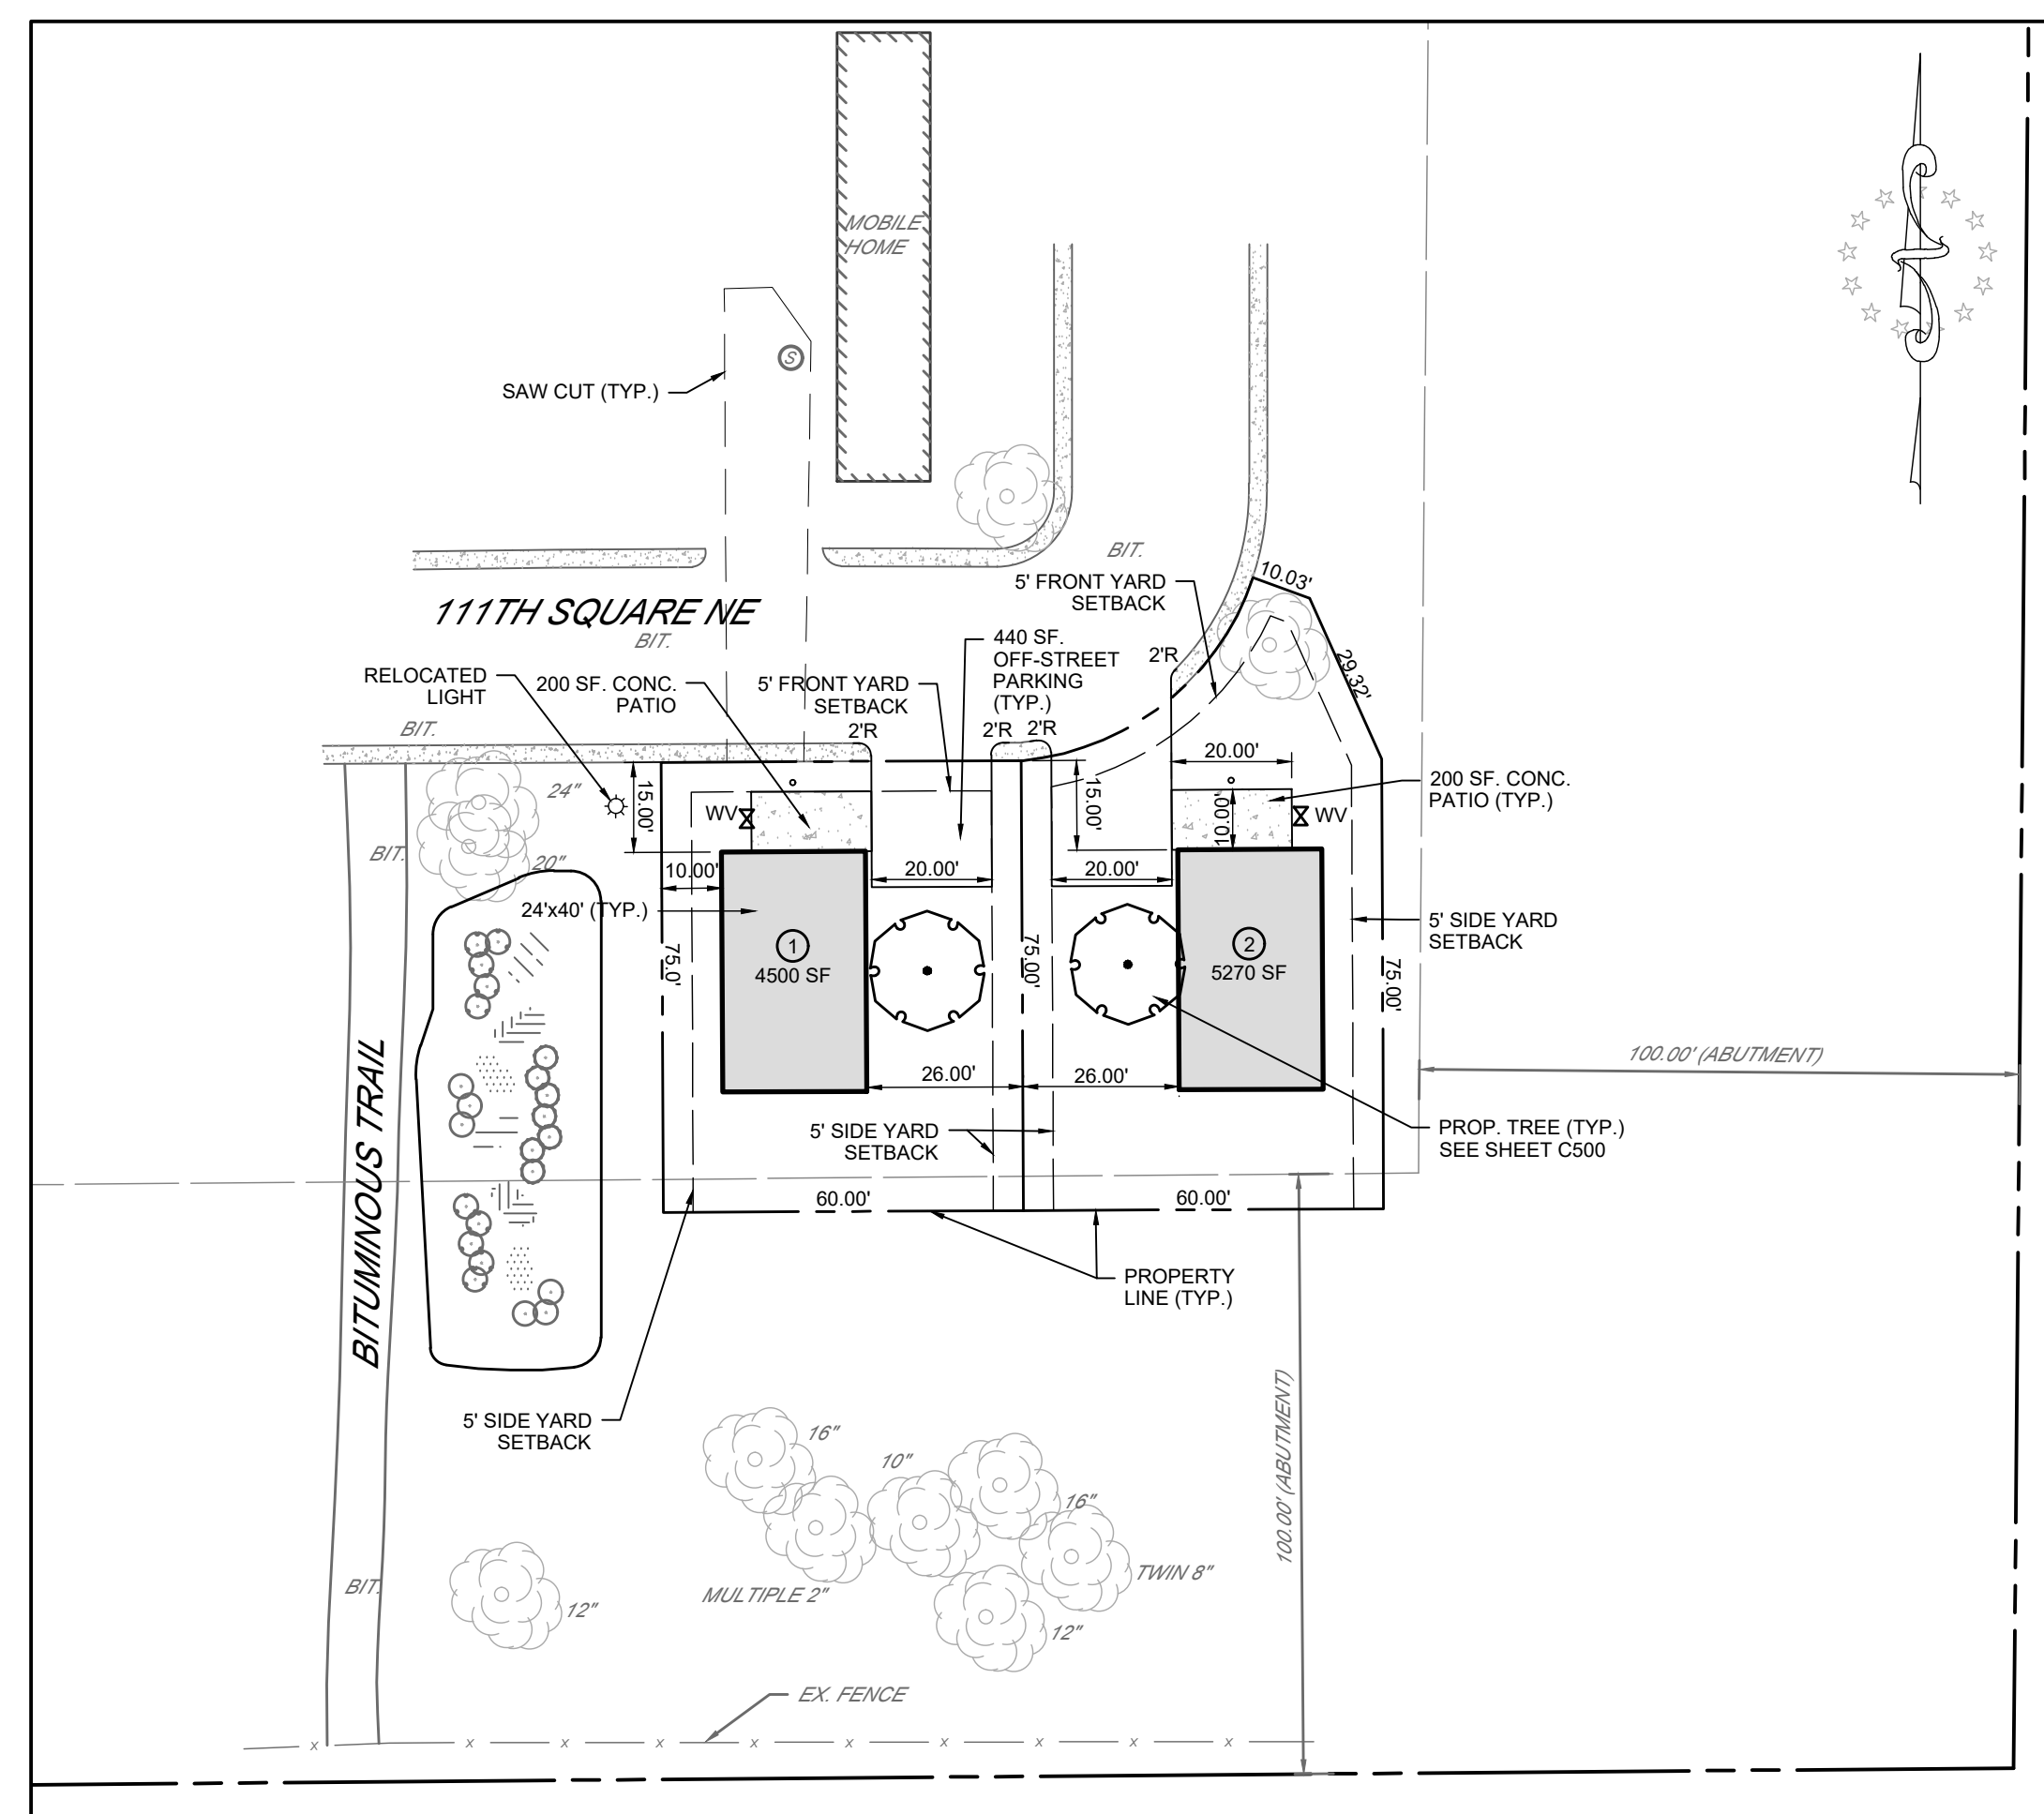 MOBILE
HOME
S
SAW CUT (TYP.)
BIT.
10.03'
5' FRONT YARD
SETBACK
111TH SQUARE NE
BIT.
440 SF.
OFF-STREET
PARKING
(TYP.)
2'R
29.32'
RELOCATED
LIGHT
200 SF. CONC.
PATIO
5' FRONT YARD
SETBACK
BIT.
2'R
2'R
2'R
20.00'
24"
15.00'
WV
15.00'
10.00'
WV
200 SF. CONC.
PATIO (TYP.)
BIT.
20"
10.00'
20.00'
20.00'
24'x40' (TYP.)
5' SIDE YARD
SETBACK
1
4500 SF
2
5270 SF
75.0'
75.00'
75.00'
100.00' (ABUTMENT)
26.00'
26.00'
BITUMINOUS TRAIL
5' SIDE YARD
SETBACK
PROP. TREE (TYP.)
SEE SHEET C500
60.00'
60.00'
PROPERTY
LINE (TYP.)
5' SIDE YARD
SETBACK
100.00' (ABUTMENT)
16"
10"
16"
TWIN 8"
MULTIPLE 2"
BIT.
12"
12"
EX. FENCE
x x x x x x x x x x